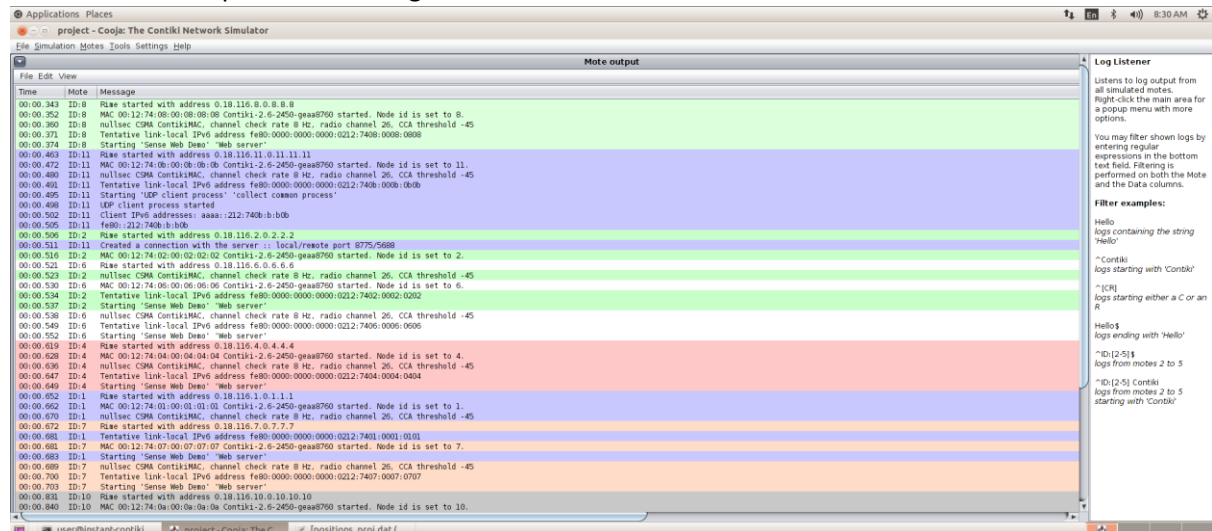 Applications Places
En 8:30 AM
project - Cooja: The Contiki Network Simulator
File Simulation Motes Tools Settings Help
Mote output
File Edit View
Time Mote Message
00:00.343 ID:8 Rime started with address 0.18.116.8.0.8.8.8
00:00.352 ID:8 MAC 00:12:74:08:00:08:08:08 Contiki-2.6-2450-geaa8760 started. Node id is set to 8.
00:00.360 ID:8 nullsec CSMA ContikiMAC, channel check rate 8 Hz, radio channel 26, CCA threshold -45
00:00.371 ID:8 Tentative link-local IPv6 address fe80:0000:0000:0000:0212:7408:0008:0808
00:00.374 ID:8 Starting 'Sense Web Demo' 'Web server'
00:00.463 ID:11 Rime started with address 0.18.116.11.0.11.11.11
00:00.472 ID:11 MAC 00:12:74:0b:00:0b:0b:0b Contiki-2.6-2450-geaa8760 started. Node id is set to 11.
00:00.480 ID:11 nullsec CSMA ContikiMAC, channel check rate 8 Hz, radio channel 26, CCA threshold -45
00:00.491 ID:11 Tentative link-local IPv6 address fe80:0000:0000:0000:0212:740b:000b:0b0b
00:00.495 ID:11 Starting 'UDP client process' 'collect common process'
00:00.498 ID:11 UDP client process started
00:00.502 ID:11 Client IPv6 addresses: aaaa::212:740b:b:b0b
00:00.505 ID:11 fe80::212:740b:b:b0b
00:00.506 ID:2 Rime started with address 0.18.116.2.0.2.2.2
00:00.511 ID:11 Created a connection with the server :: local/remote port 8775/5688
00:00.516 ID:2 MAC 00:12:74:02:00:02:02:02 Contiki-2.6-2450-geaa8760 started. Node id is set to 2.
00:00.521 ID:6 Rime started with address 0.18.116.6.0.6.6.6
00:00.523 ID:2 nullsec CSMA ContikiMAC, channel check rate 8 Hz, radio channel 26, CCA threshold -45
00:00.530 ID:6 MAC 00:12:74:06:00:06:06:06 Contiki-2.6-2450-geaa8760 started. Node id is set to 6.
00:00.534 ID:2 Tentative link-local IPv6 address fe80:0000:0000:0000:0212:7402:0002:0202
00:00.537 ID:2 Starting 'Sense Web Demo' 'Web server'
00:00.538 ID:6 nullsec CSMA ContikiMAC, channel check rate 8 Hz, radio channel 26, CCA threshold -45
00:00.549 ID:6 Tentative link-local IPv6 address fe80:0000:0000:0000:0212:7406:0006:0606
00:00.552 ID:6 Starting 'Sense Web Demo' 'Web server'
00:00.619 ID:4 Rime started with address 0.18.116.4.0.4.4.4
00:00.628 ID:4 MAC 00:12:74:04:00:04:04:04 Contiki-2.6-2450-geaa8760 started. Node id is set to 4.
00:00.636 ID:4 nullsec CSMA ContikiMAC, channel check rate 8 Hz, radio channel 26, CCA threshold -45
00:00.647 ID:4 Tentative link-local IPv6 address fe80:0000:0000:0000:0212:7404:0004:0404
00:00.649 ID:4 Starting 'Sense Web Demo' 'Web server'
00:00.652 ID:1 Rime started with address 0.18.116.1.0.1.1.1
00:00.662 ID:1 MAC 00:12:74:01:00:01:01:01 Contiki-2.6-2450-geaa8760 started. Node id is set to 1.
00:00.670 ID:1 nullsec CSMA ContikiMAC, channel check rate 8 Hz, radio channel 26, CCA threshold -45
00:00.672 ID:7 Rime started with address 0.18.116.7.0.7.7.7
00:00.681 ID:1 Tentative link-local IPv6 address fe80:0000:0000:0000:0212:7401:0001:0101
00:00.681 ID:7 MAC 00:12:74:07:00:07:07:07 Contiki-2.6-2450-geaa8760 started. Node id is set to 7.
00:00.683 ID:1 Starting 'Sense Web Demo' 'Web server'
00:00.689 ID:7 nullsec CSMA ContikiMAC, channel check rate 8 Hz, radio channel 26, CCA threshold -45
00:00.700 ID:7 Tentative link-local IPv6 address fe80:0000:0000:0000:0212:7407:0007:0707
00:00.703 ID:7 Starting 'Sense Web Demo' 'Web server'
00:00.831 ID:10 Rime started with address 0.18.116.10.0.10.10.10
00:00.840 ID:10 MAC 00:12:74:0a:00:0a:0a:0a Contiki-2.6-2450-geaa8760 started. Node id is set to 10.
Log Listener
Listens to log output from
all simulated motes.
Right-click the main area for
a popup menu with more
options.
You may filter shown logs by
entering regular
expressions in the bottom
text field. Filtering is
performed on both the Mote
and the Data columns.
Filter examples:
Hello
logs containing the string
'Hello'
^Contiki
logs starting with 'Contiki'
^[CR]
logs starting either a C or an
R
Hello$
logs ending with 'Hello'
^ID:[2-5]$
logs from motes 2 to 5
^ID:[2-5] Contiki
logs from motes 2 to 5
starting with 'Contiki'
user@instant-contiki project - Cooja: The C... [positions_proj.dat (